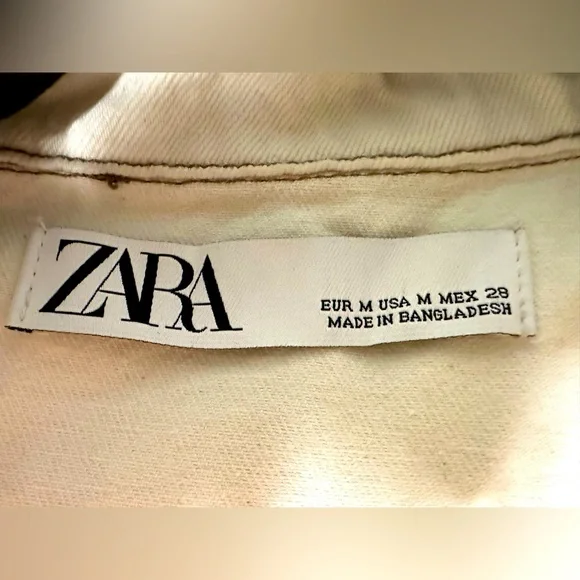 ZARA
EUR M USA M MEX 28
MADE IN BANGLADESH